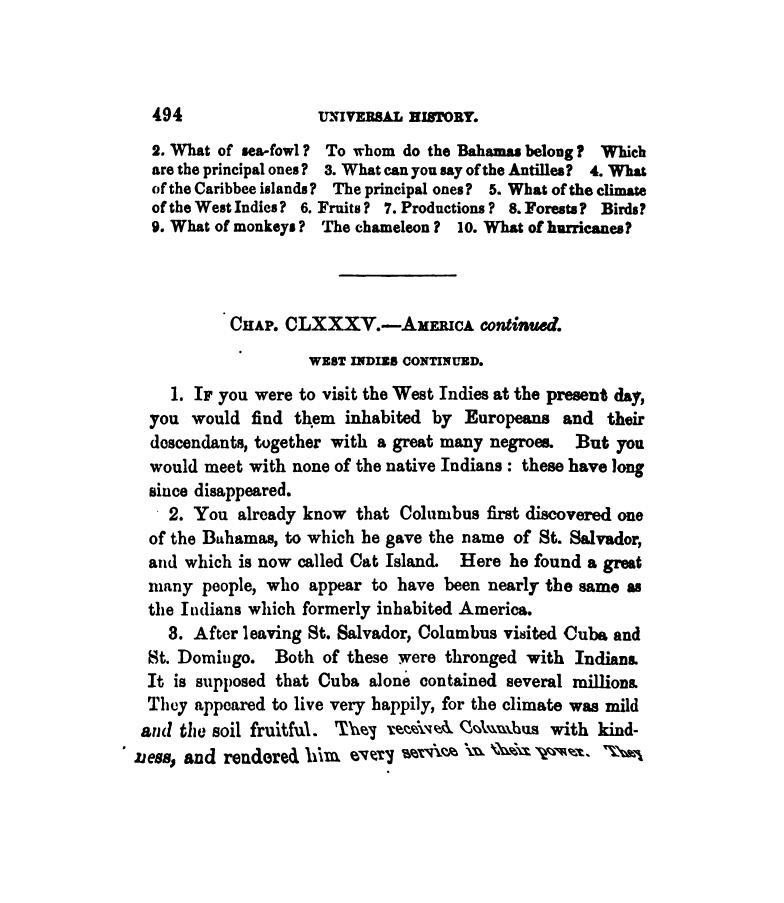 494 UNIVERSAL HISTORY.
2. What of sea-fowl? To whom do the Bahamas belong? Which
are the principal ones? 3. What can you say of the Antilles? 4. What
of the Caribbee islands? The principal ones? 5. What of the climate
of the West Indies? 6. Fruits? 7. Productions? 8. Forests? Birds?
9. What of monkeys? The chameleon? 10. What of hurricanes?
CHAP. CLXXXV.—AMERICA continued.
WEST INDIES CONTINUED.
1. IF you were to visit the West Indies at the present day,
you would find them inhabited by Europeans and their
descendants, together with a great many negroes. But you
would meet with none of the native Indians: these have long
since disappeared.
2. You already know that Columbus first discovered one
of the Bahamas, to which he gave the name of St. Salvador,
and which is now called Cat Island. Here he found a great
many people, who appear to have been nearly the same as
the Indians which formerly inhabited America.
3. After leaving St. Salvador, Columbus visited Cuba and
St. Domingo. Both of these were thronged with Indians.
It is supposed that Cuba alone contained several millions.
They appeared to live very happily, for the climate was mild
and the soil fruitful. They received Columbus with kind-
ness, and rendered him every service in their power. They